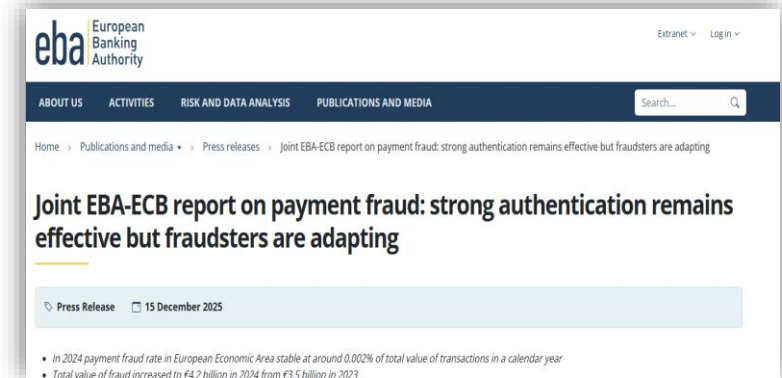 eba European
Banking
Authority
Extranet Log in
ABOUT US ACTIVITIES RISK AND DATA ANALYSIS PUBLICATIONS AND MEDIA Search...
Home › Publications and media › Press releases › Joint EBA-ECB report on payment fraud: strong authentication remains effective but fraudsters are adapting
Joint EBA-ECB report on payment fraud: strong authentication remains
effective but fraudsters are adapting
Press Release 15 December 2025
• In 2024 payment fraud rate in European Economic Area stable at around 0.002% of total value of transactions in a calendar year
• Total value of fraud increased to €4.2 billion in 2024 from €3.5 billion in 2023